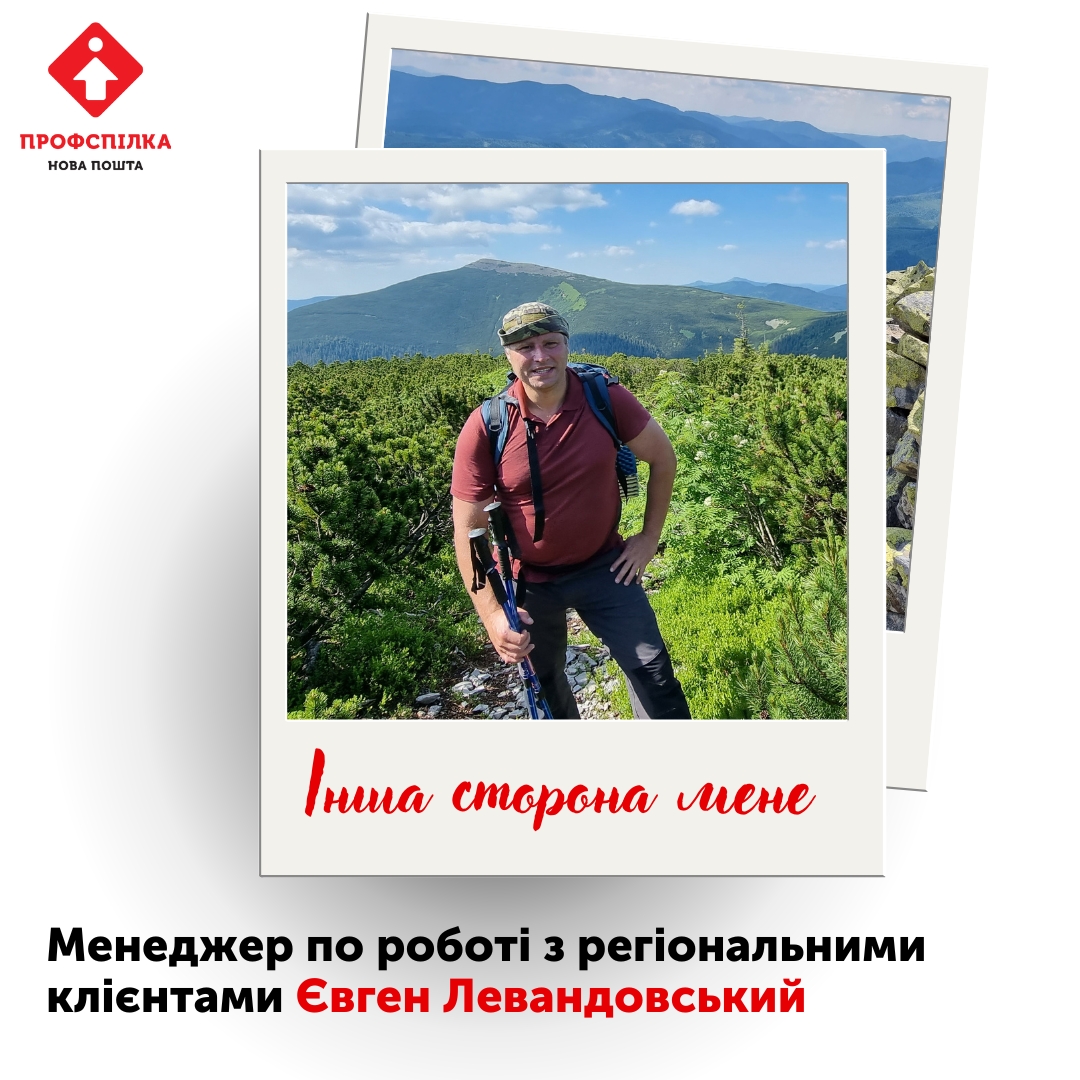 ПРОФСПІЛКА
НОВА ПОШТА
Інша сторона мене
Менеджер по роботі з регіональними
клієнтами Євген Левандовський